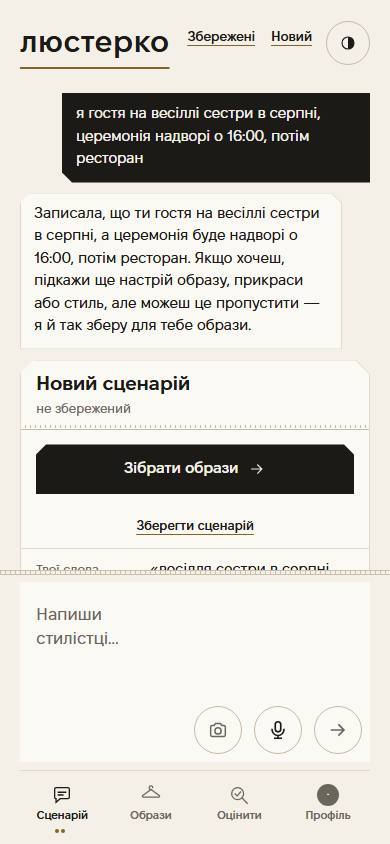 люстерко
Збережені
Новий
я гостя на весіллі сестри в серпні,
церемонія надворі о 16:00, потім
ресторан
Записала, що ти гостя на весіллі сестри
в серпні, а церемонія буде надворі о
16:00, потім ресторан. Якщо хочеш,
підкажи ще настрій образу, прикраси
або стиль, але можеш це пропустити —
я й так зберу для тебе образи.
Новий сценарій
не збережений
Зібрати образи →
Зберегти сценарій
Твої слова «весілля сестри в серпні
Напиши
стилістці...
Сценарій
Образи
Оцінити
Профіль